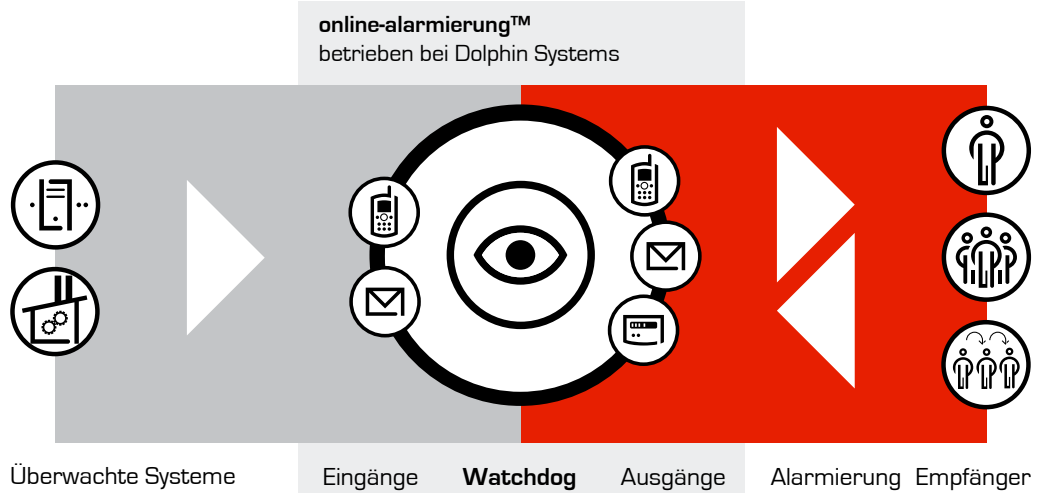 online-alarmierung™
betrieben bei Dolphin Systems
Überwachte Systeme Eingänge Watchdog Ausgänge Alarmierung Empfänger